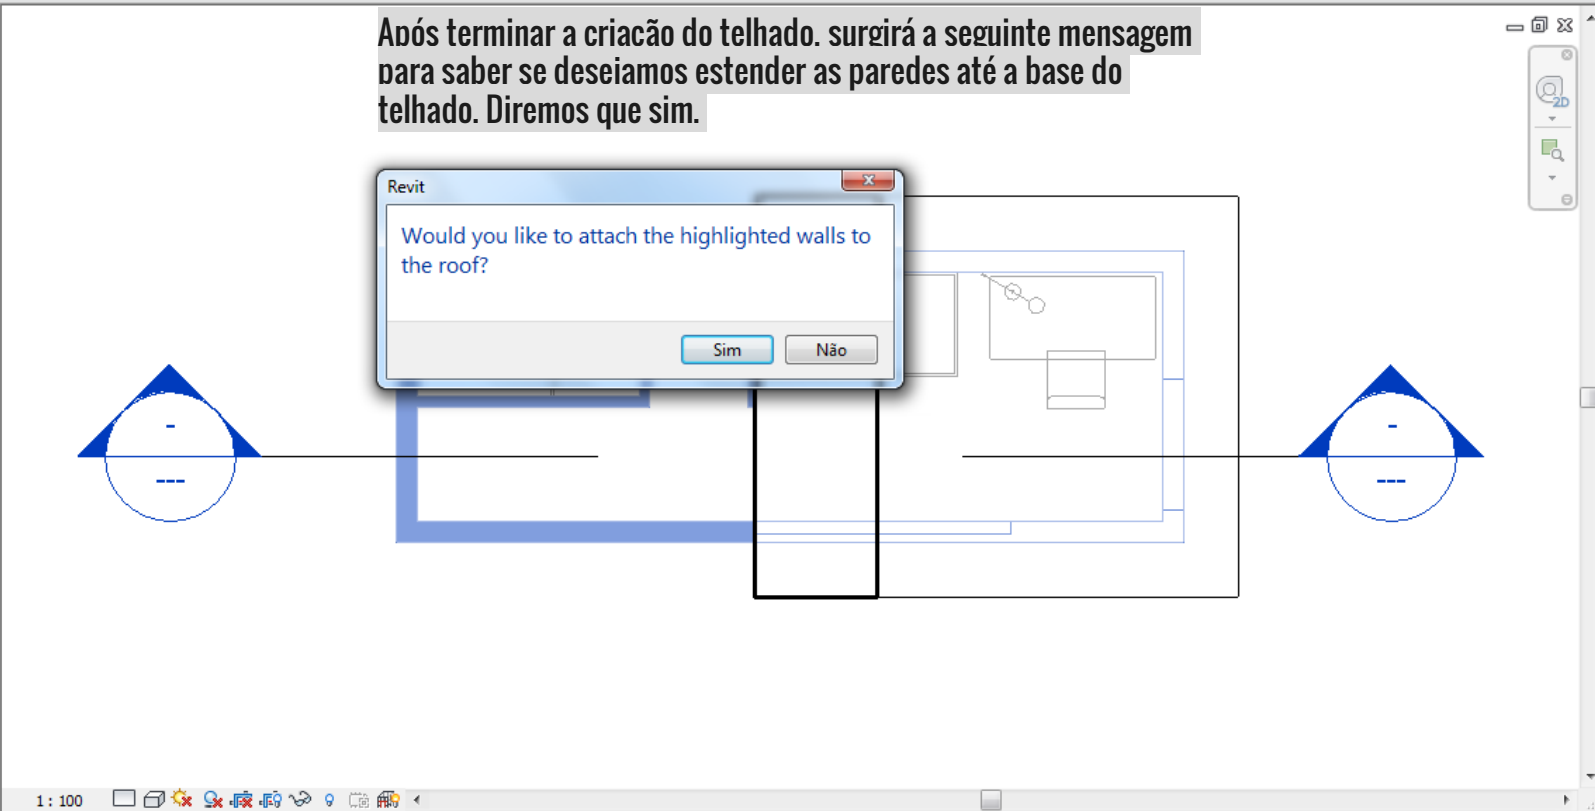 Após terminar a criação do telhado, surgirá a seguinte mensagem
para saber se desejamos estender as paredes até a base do
telhado. Diremos que sim.
2D
Revit
Would you like to attach the highlighted walls to
the roof?
Sim
Não
-
---
-
---
1 : 100